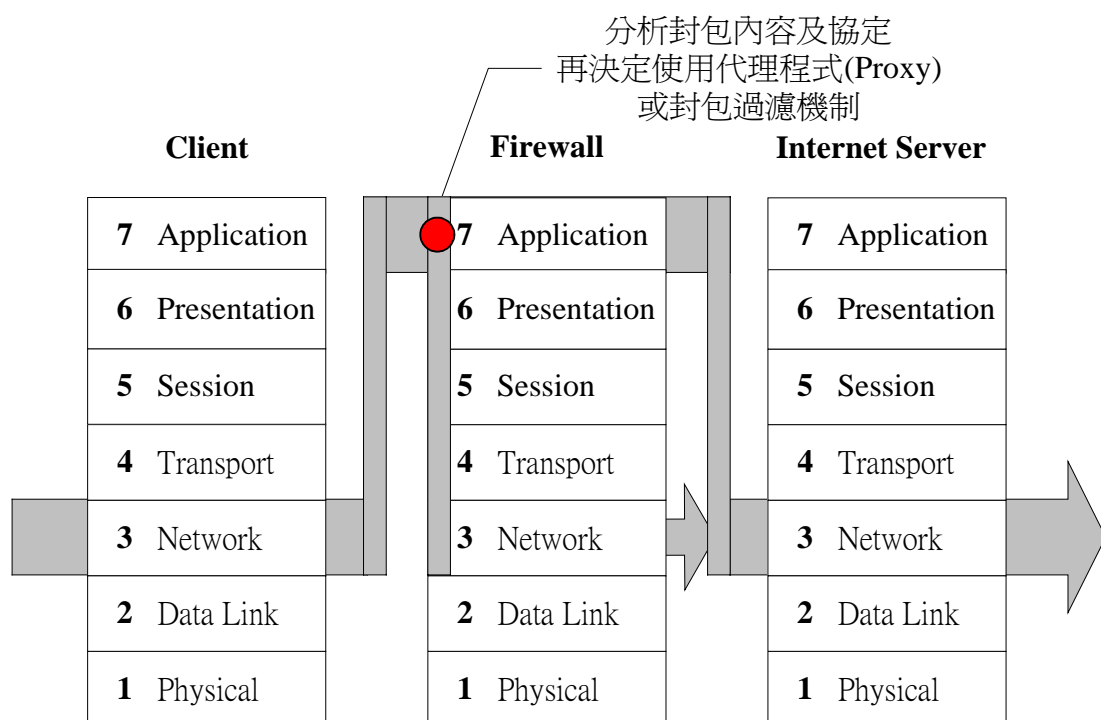 分析封包內容及協定
再決定使用代理程式(Proxy)
或封包過濾機制
Client
Firewall
Internet Server
7 Application
7 Application
7 Application
6 Presentation
6 Presentation
6 Presentation
5 Session
5 Session
5 Session
4 Transport
4 Transport
4 Transport
3 Network
3 Network
3 Network
2 Data Link
2 Data Link
2 Data Link
1 Physical
1 Physical
1 Physical